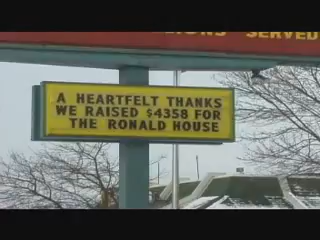 SERVED
A HEARTFELT THANKS
WE RAISED $4358 FOR
THE RONALD HOUSE